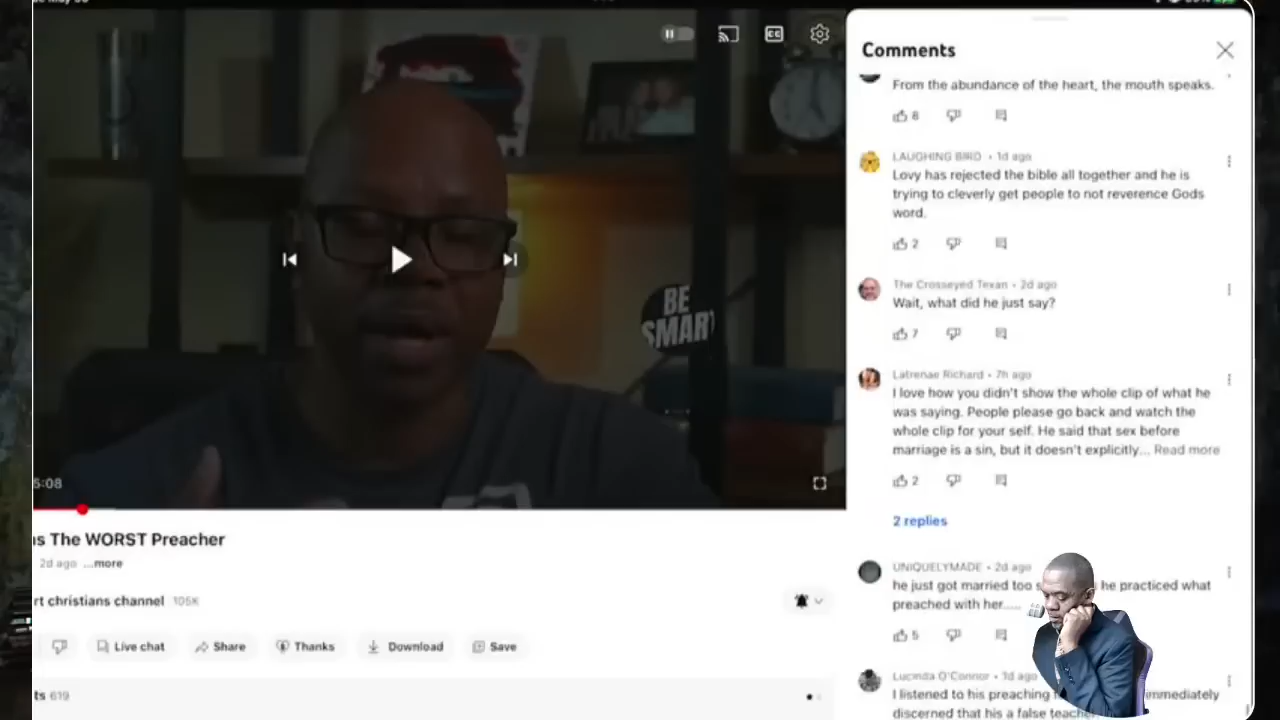 Comments
From the abundance of the heart, the mouth speaks.
8
LAUGHING BIRD • 1d ago
Lovy has rejected the bible all together and he is
trying to cleverly get people to not reverence Gods
word.
2
The Crosseyed Texan • 2d ago
Wait, what did he just say?
7
Latrenae Richard • 7h ago
I love how you didn't show the whole clip of what he
was saying. People please go back and watch the
whole clip for your self. He said that sex before
marriage is a sin, but it doesn't explicitly... Read more
2
2 replies
UNIQUELYMADE • 2d ago
he just got married too he practiced what
preached with her.....
5
Lucinda O'Connor • 1d ago
I listened to his preaching mmediately
discerned that his a false teache
CC
BE
SMART
5:08
s The WORST Preacher
2d ago ...more
rt christians channel 105K
Live chat
Share
Thanks
Download
Save
ts 619